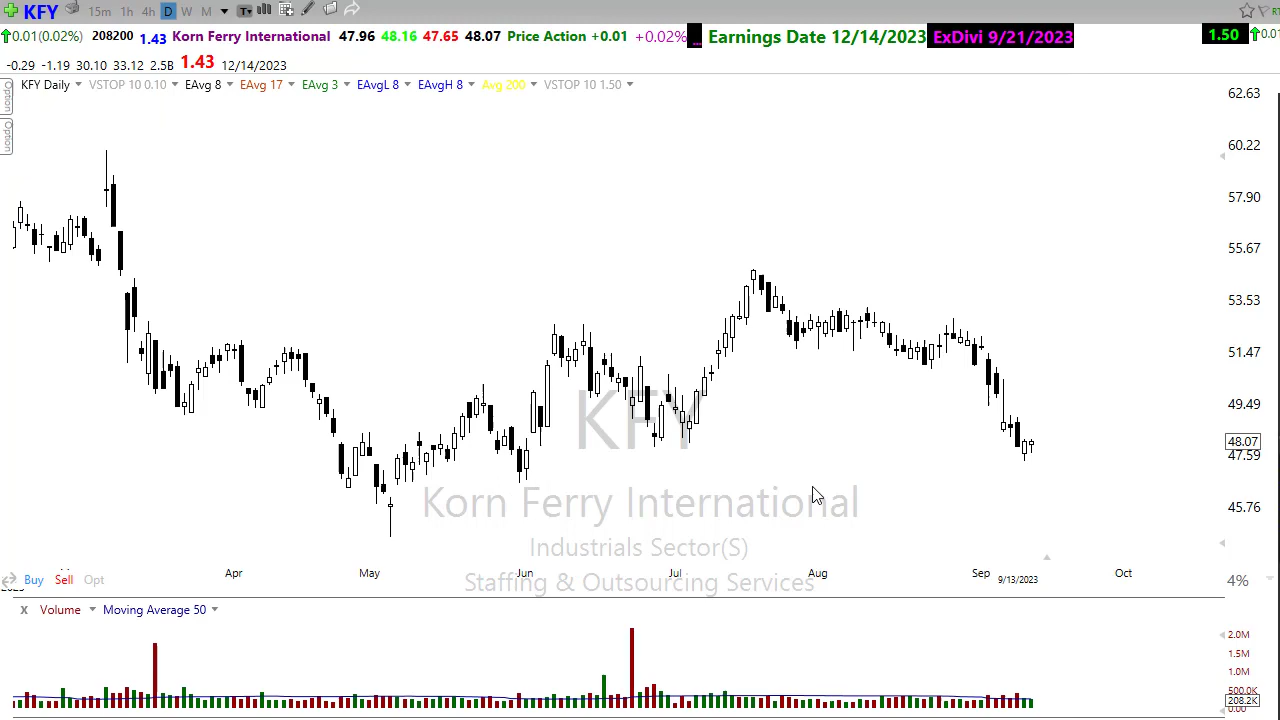 KFY 15m 1h 4h D W M T
0.01(0.02%) 208200 1.43 Korn Ferry International 47.96 48.16 47.65 48.07 Price Action +0.01 +0.02% ... Earnings Date 12/14/2023 ExDivi 9/21/2023 1.50 0.01
-0.29 -1.19 30.10 33.12 2.5B 1.43 12/14/2023
KFY Daily VSTOP 10 0.10 EAvg 8 EAvg 17 EAvg 3 EAvgL 8 EAvgH 8 Avg 200 VSTOP 10 1.50
Option
Option
62.63
60.22
57.90
55.67
53.53
51.47
49.49
48.07
47.59
45.76
KFY
Korn Ferry International
Industrials Sector(S)
Staffing & Outsourcing Services
Apr May Jun Jul Aug Sep 9/13/2023 Oct
Buy Sell Opt 4%
X Volume Moving Average 50
2.0M
1.5M
1.0M
500.0K
208.2K
0.00